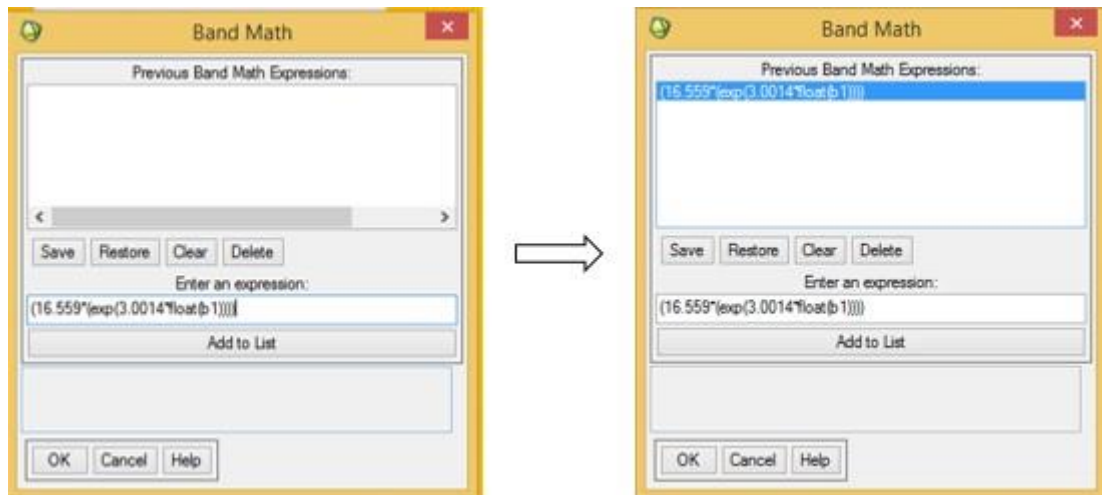 Band Math
Previous Band Math Expressions:
Save Restore Clear Delete
Enter an expression:
(16.559*(exp(3.0014*float(b1))))
Add to List
OK Cancel Help
Band Math
Previous Band Math Expressions:
(16.559*(exp(3.0014*float(b1))))
Save Restore Clear Delete
Enter an expression:
(16.559*(exp(3.0014*float(b1))))
Add to List
OK Cancel Help